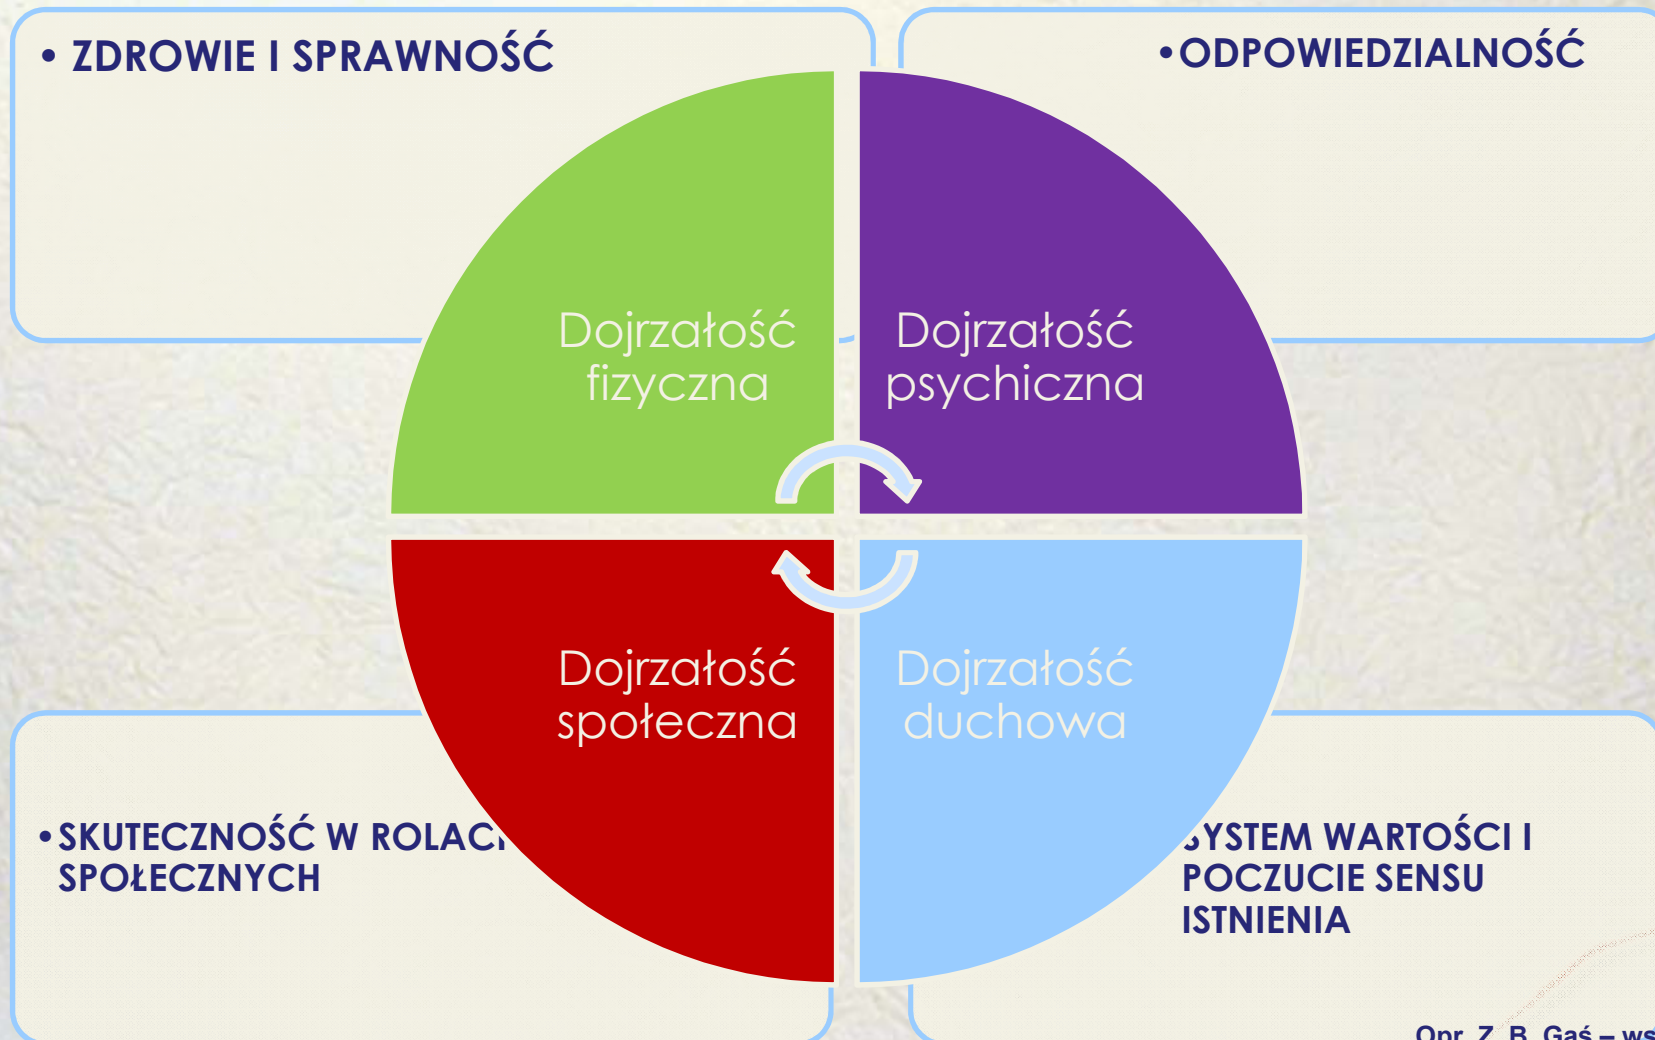 • ZDROWIE I SPRAWNOŚĆ
•ODPOWIEDZIALNOŚĆ
Dojrzałość
fizyczna
Dojrzałość
psychiczna
Dojrzałość
społeczna
Dojrzałość
duchowa
•SKUTECZNOŚĆ W ROLACH
SPOŁECZNYCH
SYSTEM WARTOŚCI I
POCZUCIE SENSU
ISTNIENIA
Opr. Z. B. Gaś –